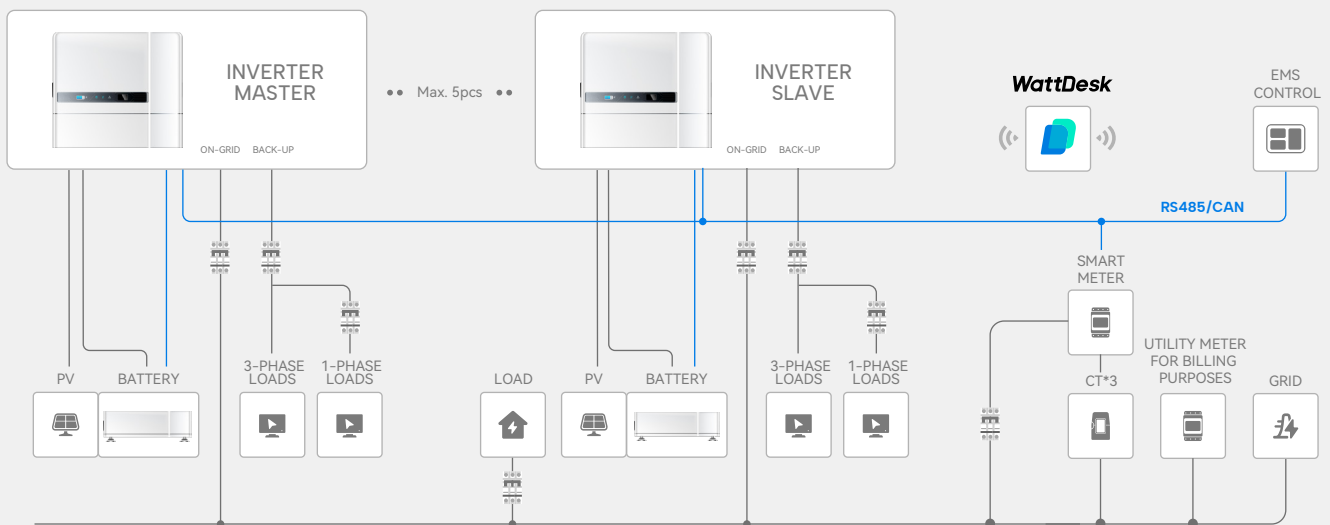 INVERTER
MASTER
Max. 5pcs
INVERTER
SLAVE
WattDesk
EMS
CONTROL
ON-GRID BACK-UP
ON-GRID BACK-UP
RS485/CAN
SMART
METER
UTILITY METER
FOR BILLING
PURPOSES
PV
BATTERY
3-PHASE
LOADS
1-PHASE
LOADS
LOAD
PV
BATTERY
3-PHASE
LOADS
1-PHASE
LOADS
CT*3
GRID